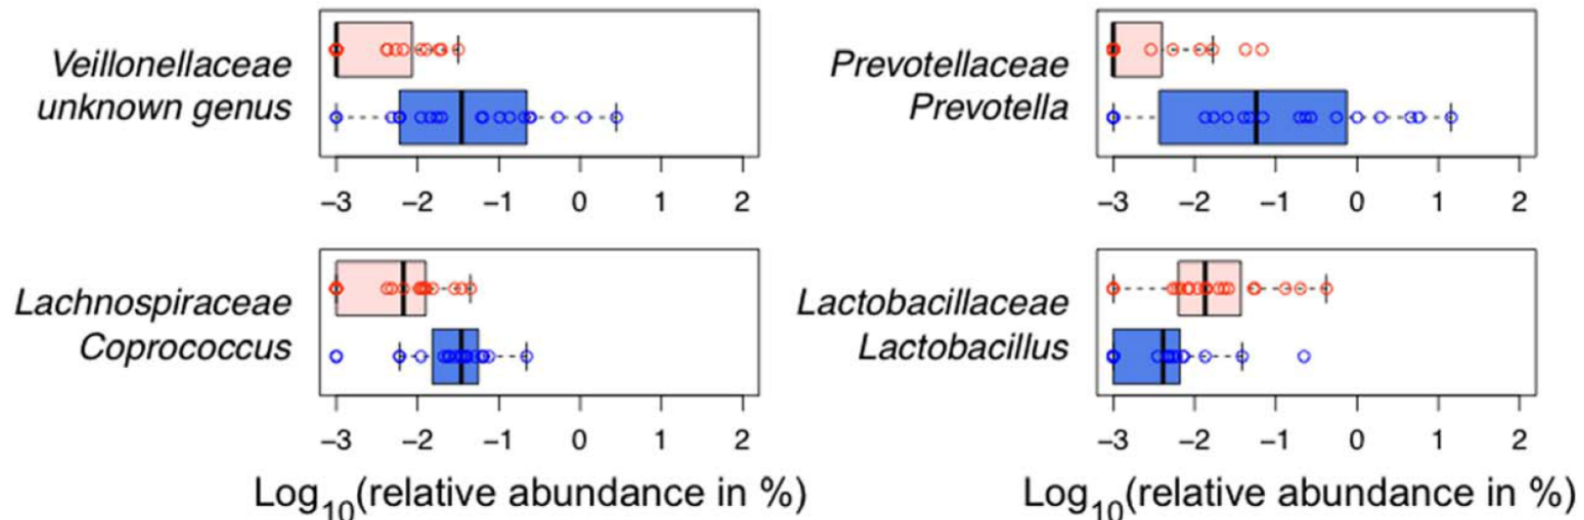 Veillonellaceae
unknown genus
−3 −2 −1 0 1 2
Prevotellaceae
Prevotella
−3 −2 −1 0 1 2
Lachnospiraceae
Coprococcus
−3 −2 −1 0 1 2
Log10(relative abundance in %)
Lactobacillaceae
Lactobacillus
−3 −2 −1 0 1 2
Log10(relative abundance in %)